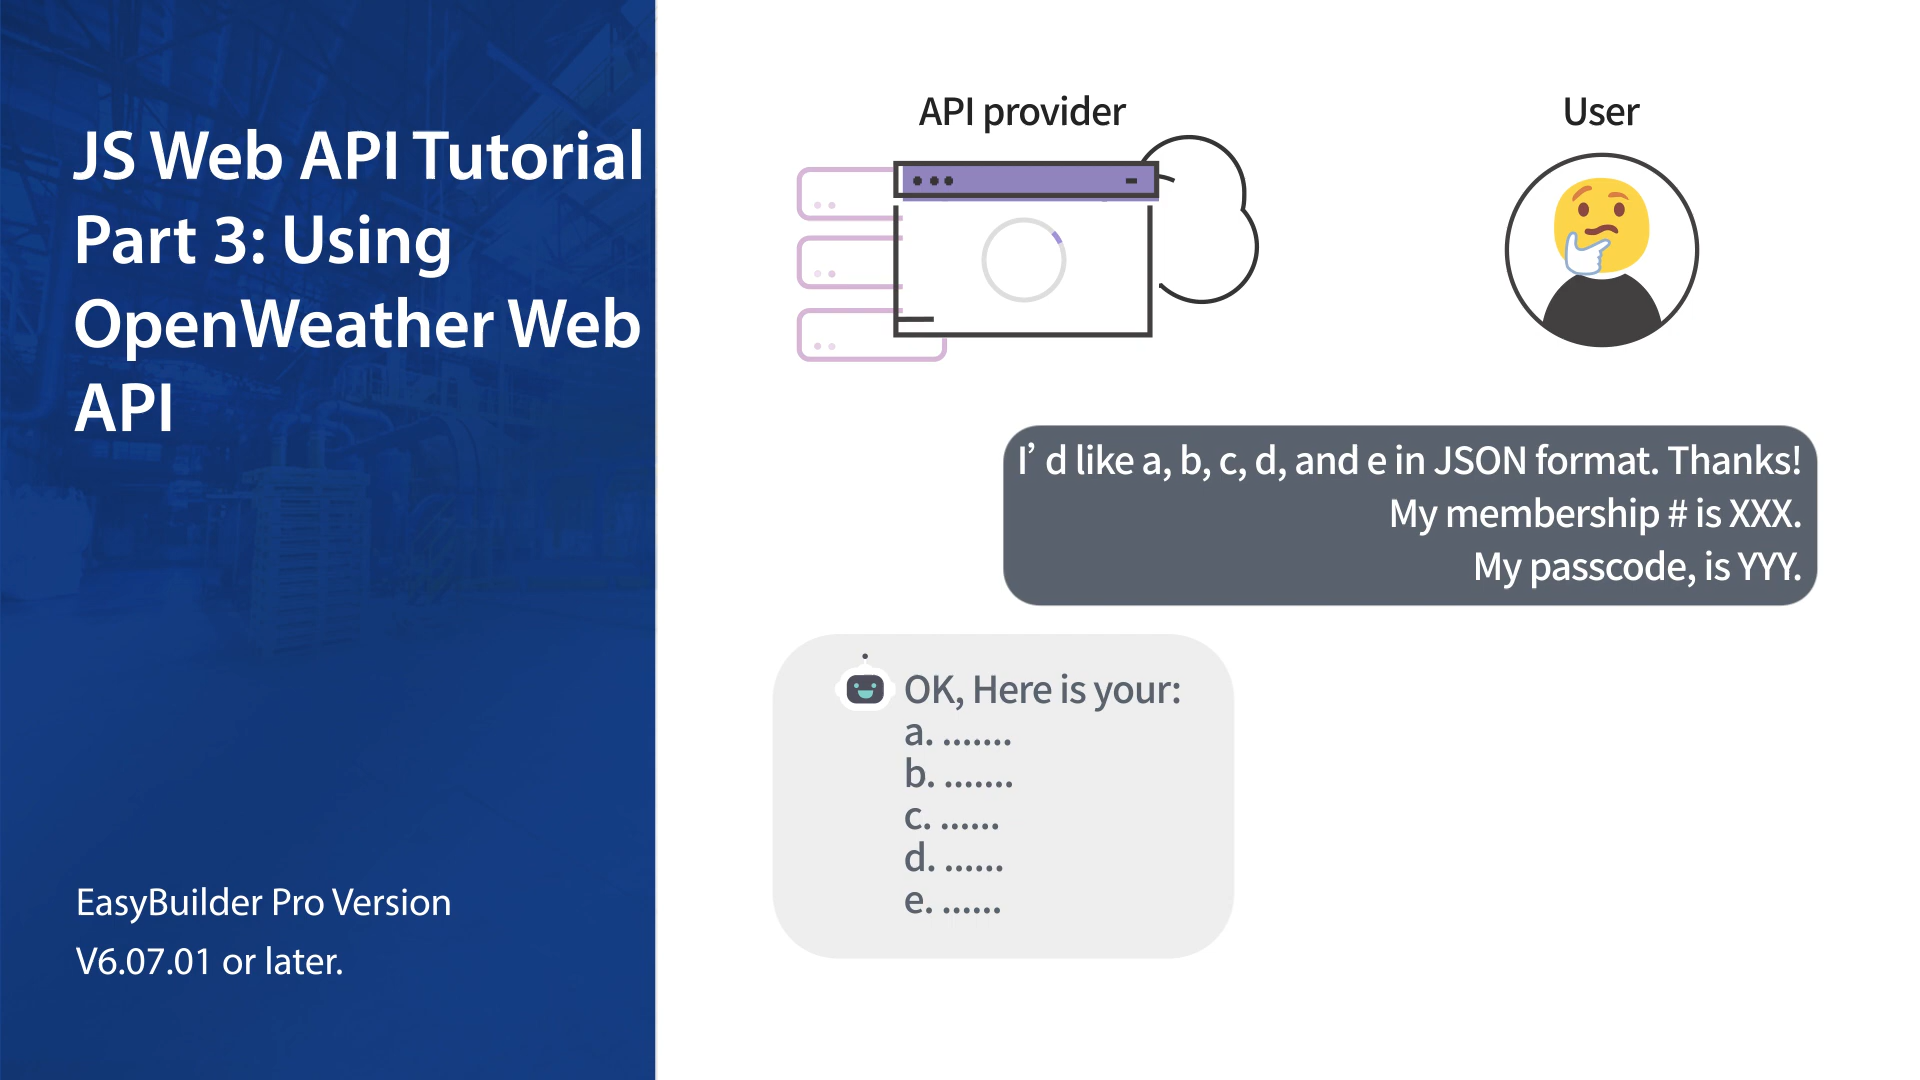 JS Web API Tutorial
Part 3: Using
OpenWeather Web
API
EasyBuilder Pro Version
V6.07.01 or later.
API provider
User
I’ d like a, b, c, d, and e in JSON format. Thanks!
My membership # is XXX.
My passcode, is YYY.
OK, Here is your:
a. .......
b. .......
c. ......
d. ......
e. ......